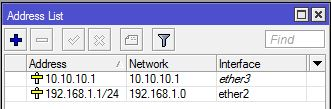 Address List
Find
Address Network Interface
10.10.10.1 10.10.10.1 ether3
192.168.1.1/24 192.168.1.0 ether2